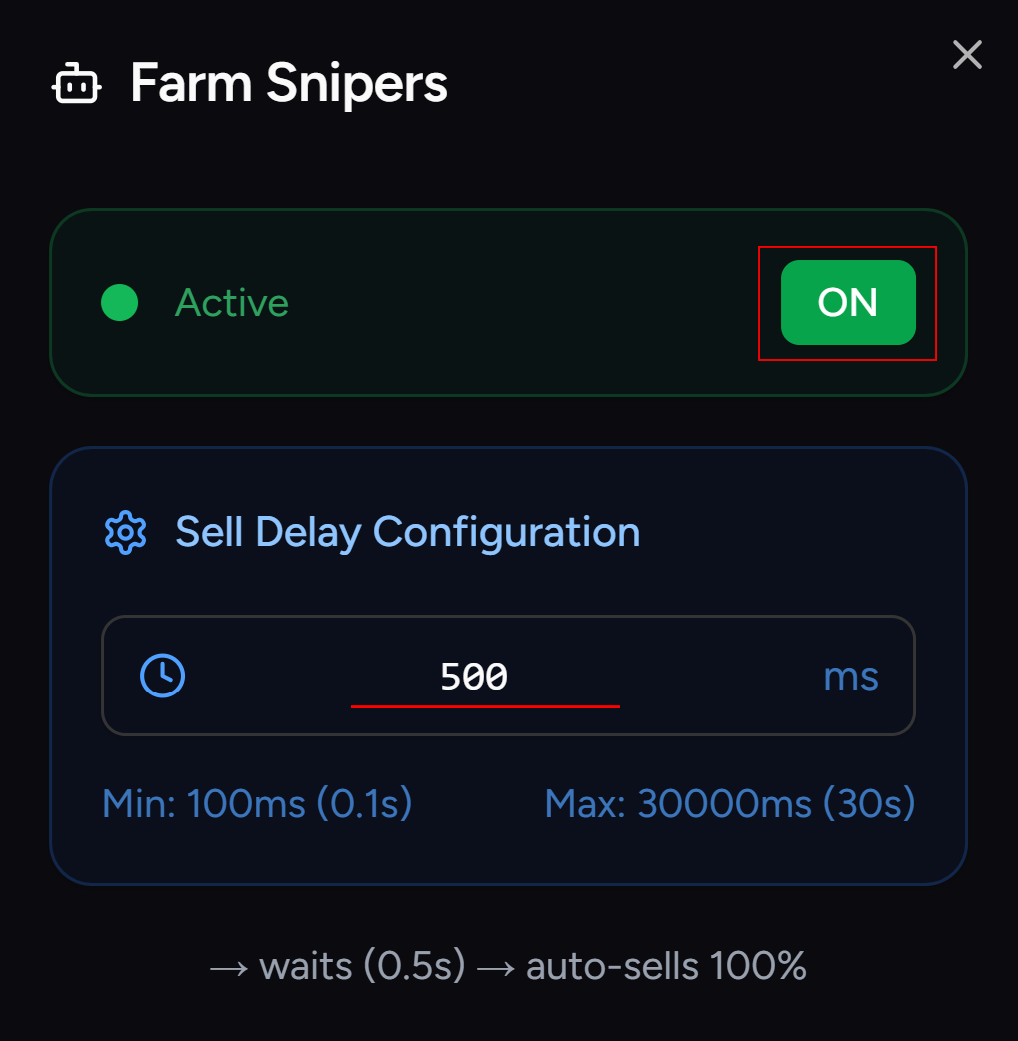 Farm Snipers
Active
ON
Sell Delay Configuration
500 ms
Min: 100ms (0.1s) Max: 30000ms (30s)
→ waits (0.5s) → auto-sells 100%